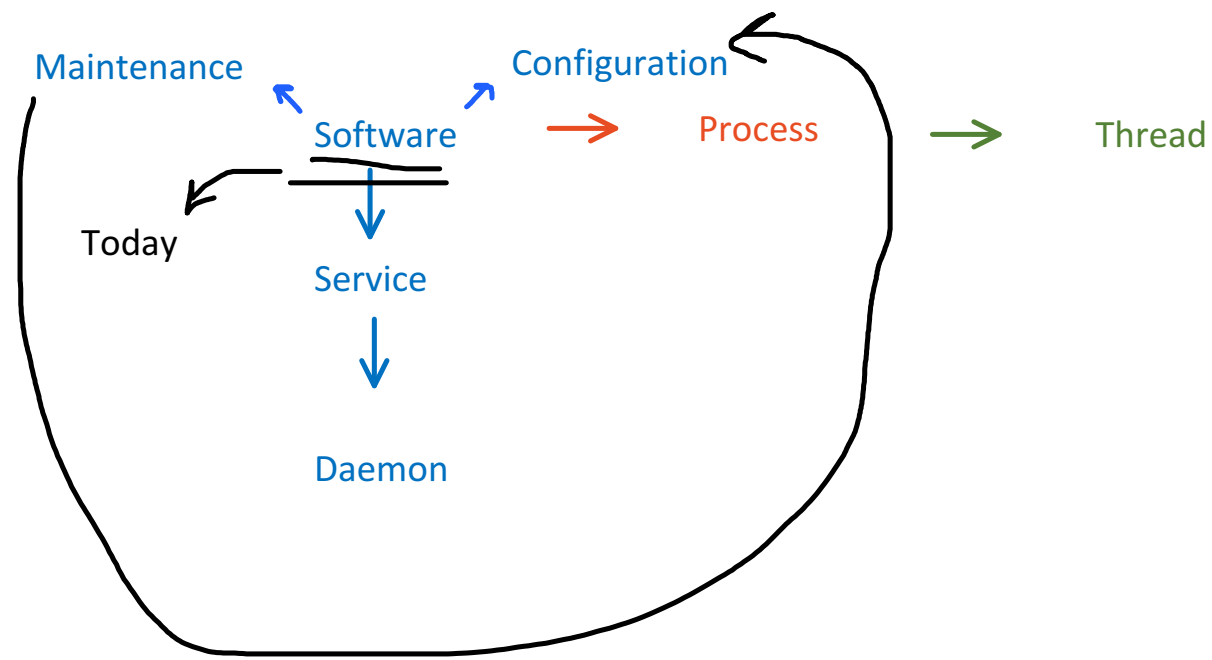 Maintenance
Configuration
Software
Process
Thread
Today
Service
Daemon